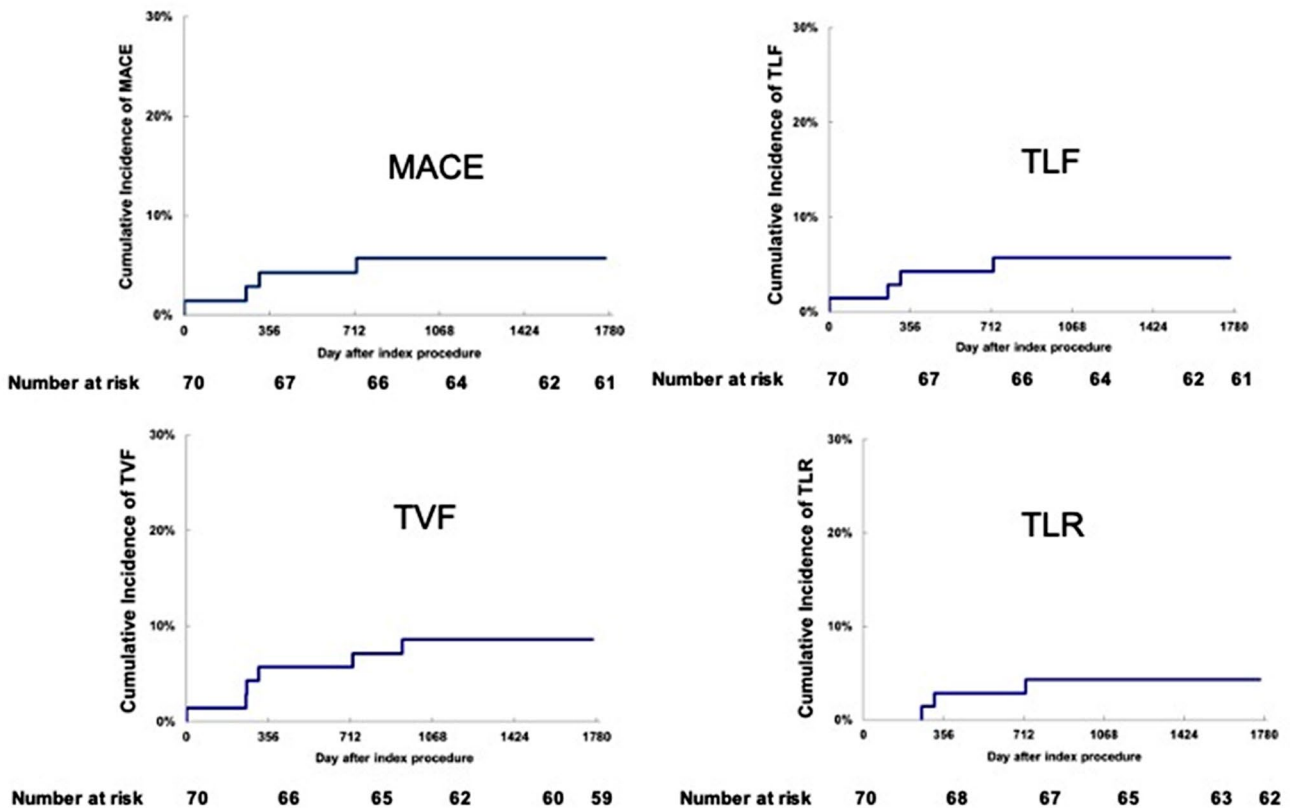 30%
20%
10%
0%
Cumulative Incidence of MACE
MACE
0 356 712 1068 1424 1780
Day after index procedure
Number at risk 70 67 66 64 62 61
30%
20%
10%
0%
Cumulative Incidence of TLF
TLF
0 356 712 1068 1424 1780
Day after index procedure
Number at risk 70 67 66 64 62 61
30%
20%
10%
0%
Cumulative Incidence of TVF
TVF
0 356 712 1068 1424 1780
Day after index procedure
Number at risk 70 66 65 62 60 59
30%
20%
10%
0%
Cumulative Incidence of TLR
TLR
0 356 712 1068 1424 1780
Day after index procedure
Number at risk 70 68 67 65 63 62